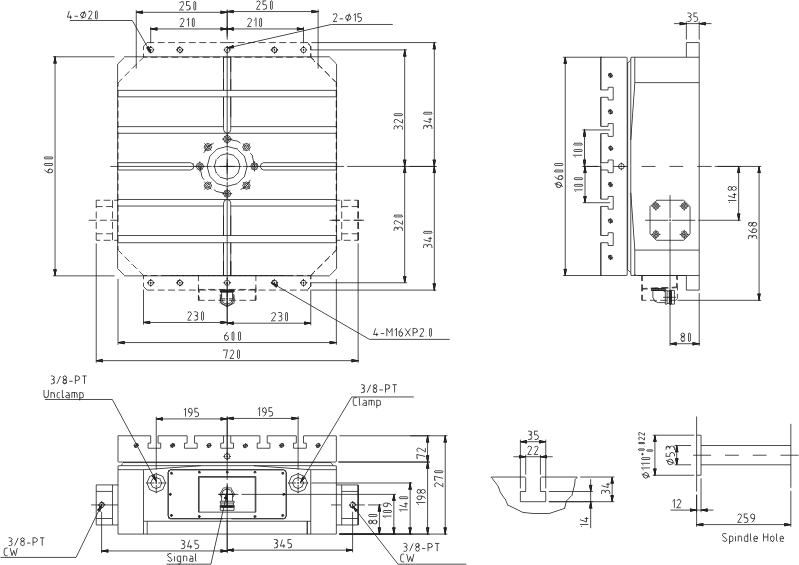 250 250
4-Ø20
210 210
2-Ø15
35
320
340
600
320
340
230 230
600
720
4-M16XP2.0
Ø600
100
100
148
368
80
3/8-PT
Unclamp
3/8-PT
Clamp
195 195
72
270
198
140
109
80
345 345
3/8-PT
CW
Signal
3/8-PT
CW
35
22
34
14
Ø110+0.022 0
Ø53
12
259
Spindle Hole